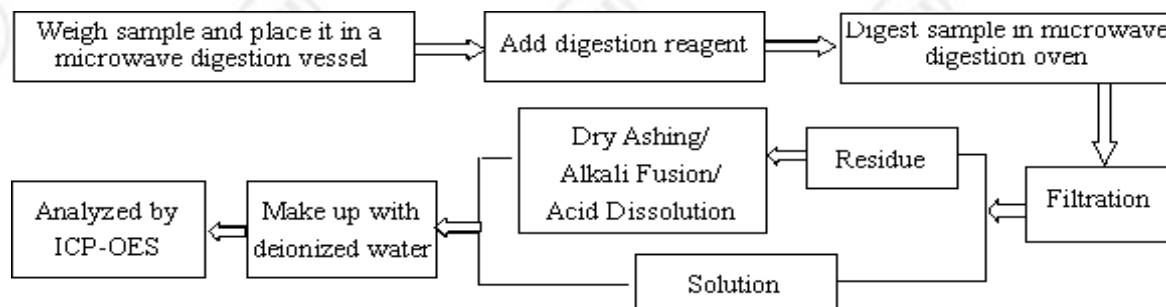 Weigh sample and place it in a
microwave digestion vessel
Add digestion reagent
Digest sample in microwave
digestion oven
Filtration
Residue
Dry Ashing/
Alkali Fusion/
Acid Dissolution
Solution
Make up with
deionized water
Analyzed by
ICP-OES